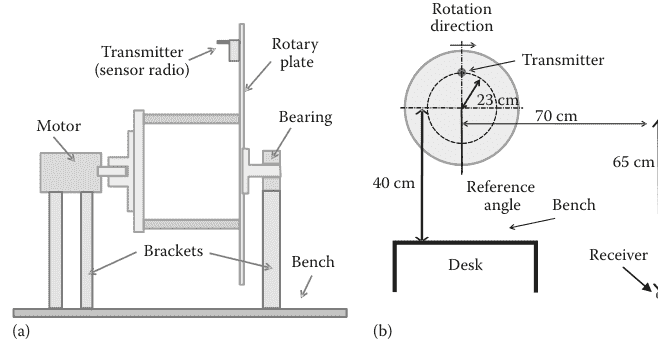 (a)
Transmitter
(sensor radio)
Rotary
plate
Motor
Bearing
Brackets
Bench
(b)
Rotation
direction
Transmitter
23 cm
70 cm
65 cm
40 cm
Reference
angle
Bench
Desk
Receiver